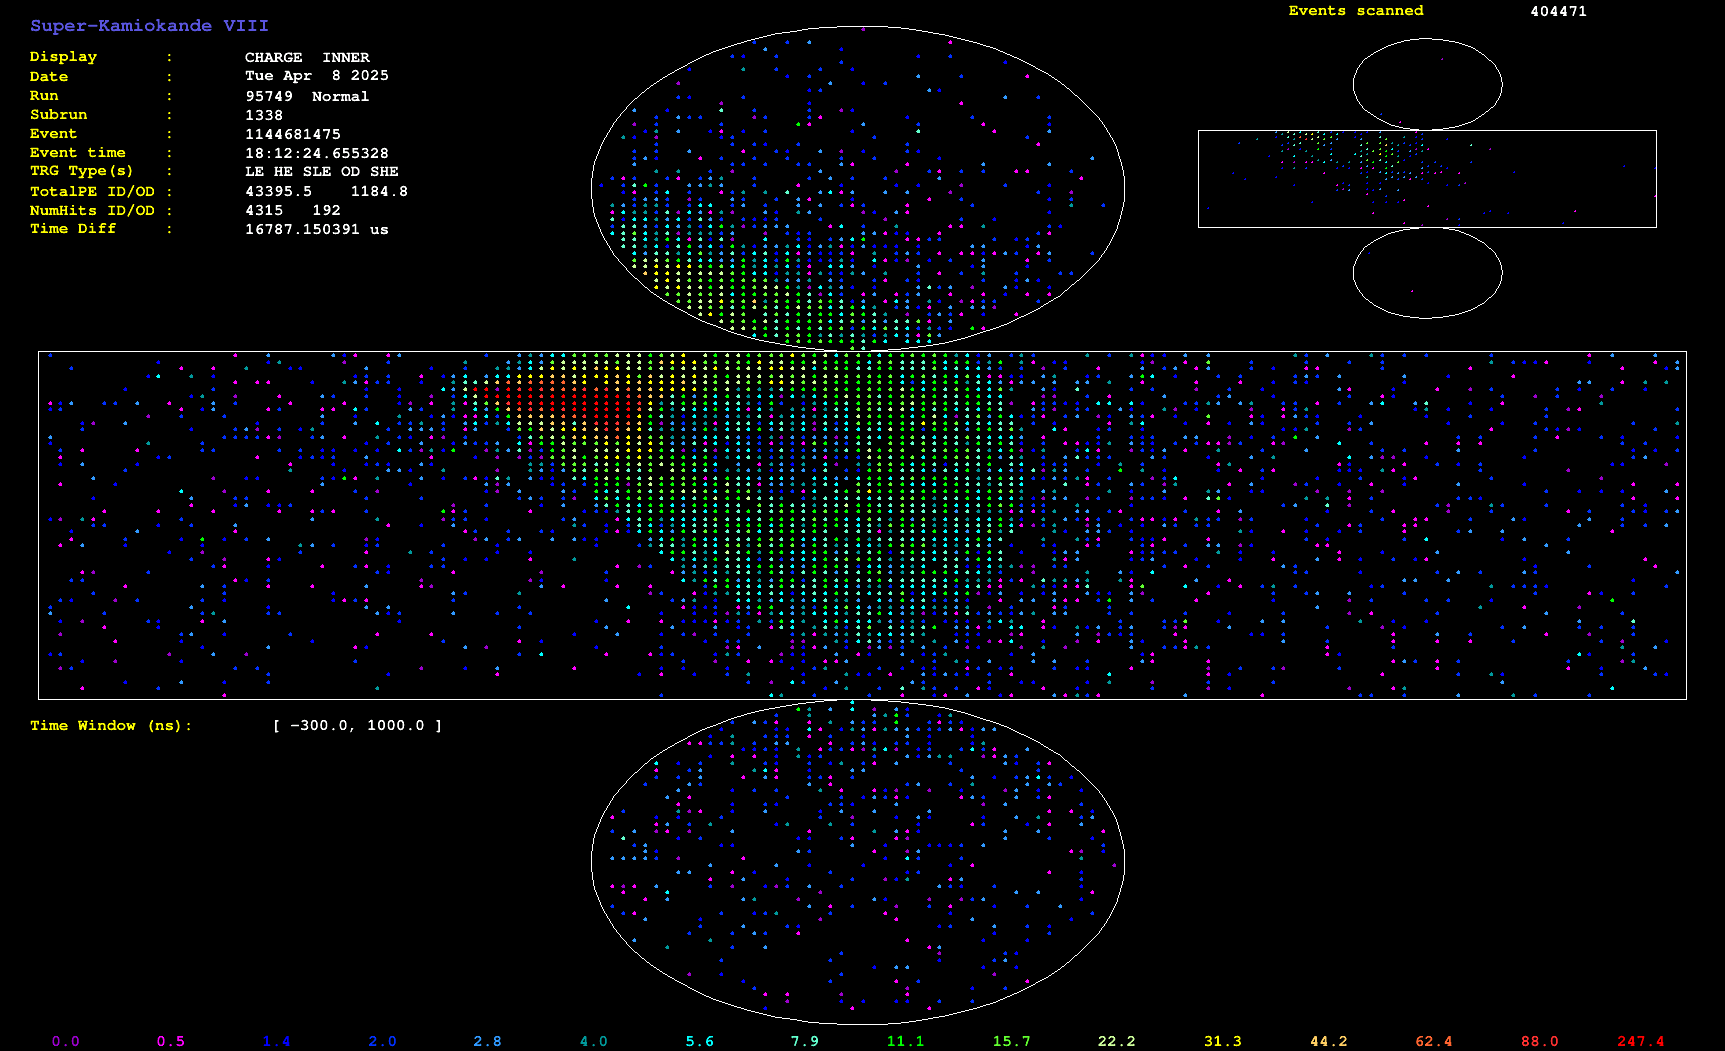 Super-Kamiokande VIII
Events scanned 404471
Display : CHARGE INNER
Date : Tue Apr 8 2025
Run : 95749 Normal
Subrun : 1338
Event : 1144681475
Event time : 18:12:24.655328
TRG Type(s) : LE HE SLE OD SHE
TotalPE ID/OD : 43395.5 1184.8
NumHits ID/OD : 4315 192
Time Diff : 16787.150391 us
Time Window (ns): [ -300.0, 1000.0 ]
0.0 0.5 1.4 2.0 2.8 4.0 5.6 7.9 11.1 15.7 22.2 31.3 44.2 62.4 88.0 247.4